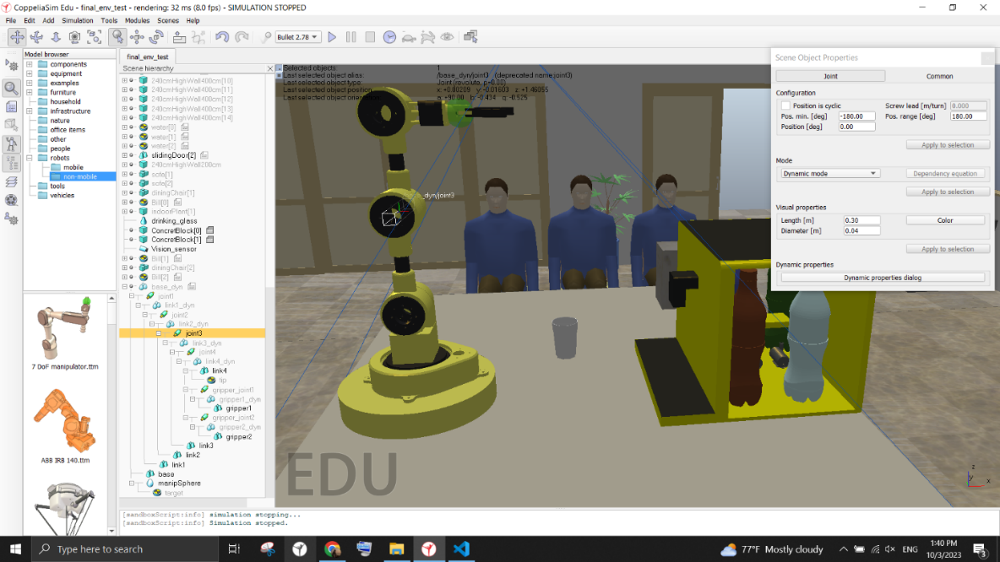 CoppeliaSim Edu - final_env_test - rendering: 32 ms (8.0 fps) - SIMULATION STOPPED
File Edit Add Simulation Tools Modules Scenes Help
Bullet 2.78
Model browser
components
equipment
examples
furniture
household
infrastructure
nature
office items
other
people
robots
mobile
non-mobile
tools
vehicles
7 DoF manipulator.ttm
ABB IRB 140.ttm
final_env_test
Scene hierarchy
240cmHighWall400cm[10]
240cmHighWall400cm[11]
240cmHighWall400cm[12]
240cmHighWall400cm[13]
240cmHighWall400cm[14]
water[0]
water[1]
water[2]
slidingDoor[2]
240cmHighWall200cm
sofa[1]
sofa[2]
diningChair[1]
Bill[0]
indoorPlant[1]
drinking_glass
ConcretBlock[0]
ConcretBlock[1]
Vision_sensor
Bill[1]
diningChair[2]
Bill[2]
base_dyn
joint1
link1_dyn
joint2
link2_dyn
joint3
link3_dyn
joint4
link4_dyn
link4
tip
gripper_joint1
gripper1_dyn
gripper1
gripper_joint2
gripper2_dyn
gripper2
link3
link2
link1
base
manipSphere
target
Selected objects: 1
Last selected object alias: /base_dyn/joint3 (deprecated name joint3)
Last selected object type: Joint (revolute, p=0.00)
Last selected object position: x: +0.00209 y: -0.01603 z: +1.46055
Last selected object orientation: a: +90.00 b: -0.434 g: -0.525
_dyn/joint3
EDU
z
y
x
Scene Object Properties
Joint Common
Configuration
Position is cyclic Screw lead [m/turn] 0.000
Pos. min. [deg] -180.00 Pos. range [deg] 180.00
Position [deg] 0.00
Apply to selection
Mode
Dynamic mode Dependency equation
Apply to selection
Visual properties
Length [m] 0.30 Color
Diameter [m] 0.04
Apply to selection
Dynamic properties
Dynamic properties dialog
[sandboxScript:info] simulation stopping...
[sandboxScript:info] Simulation stopped.
Type here to search
77°F Mostly cloudy
ENG
1:40 PM
10/3/2023
3